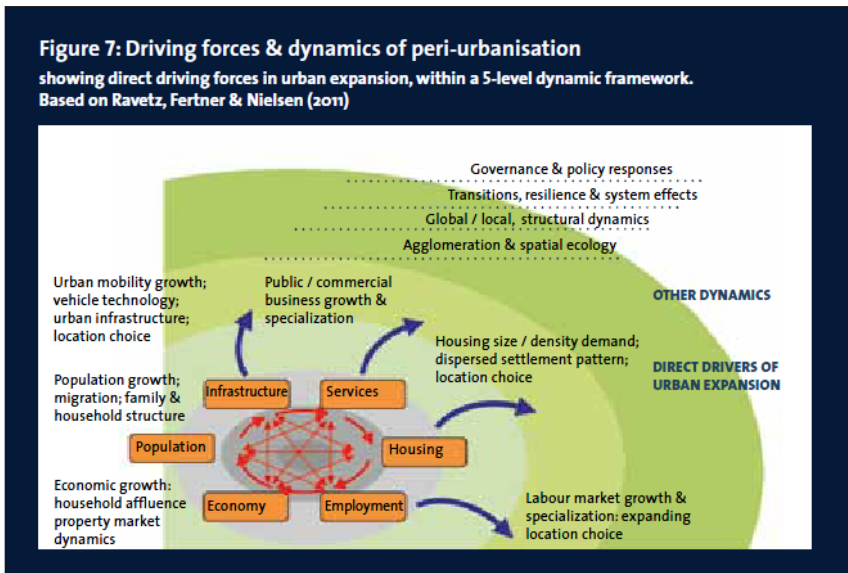 Figure 7: Driving forces & dynamics of peri-urbanisation
showing direct driving forces in urban expansion, within a 5-level dynamic framework.
Based on Ravetz, Fertner & Nielsen (2011)
Governance & policy responses
Transitions, resilience & system effects
Global / local, structural dynamics
Agglomeration & spatial ecology
Urban mobility growth;
vehicle technology;
urban infrastructure;
location choice
Public / commercial
business growth &
specialization
OTHER DYNAMICS
Housing size / density demand;
dispersed settlement pattern;
location choice
DIRECT DRIVERS OF
URBAN EXPANSION
Population growth;
migration; family &
household structure
Infrastructure
Services
Population
Housing
Economic growth:
household affluence
property market
dynamics
Economy
Employment
Labour market growth &
specialization: expanding
location choice